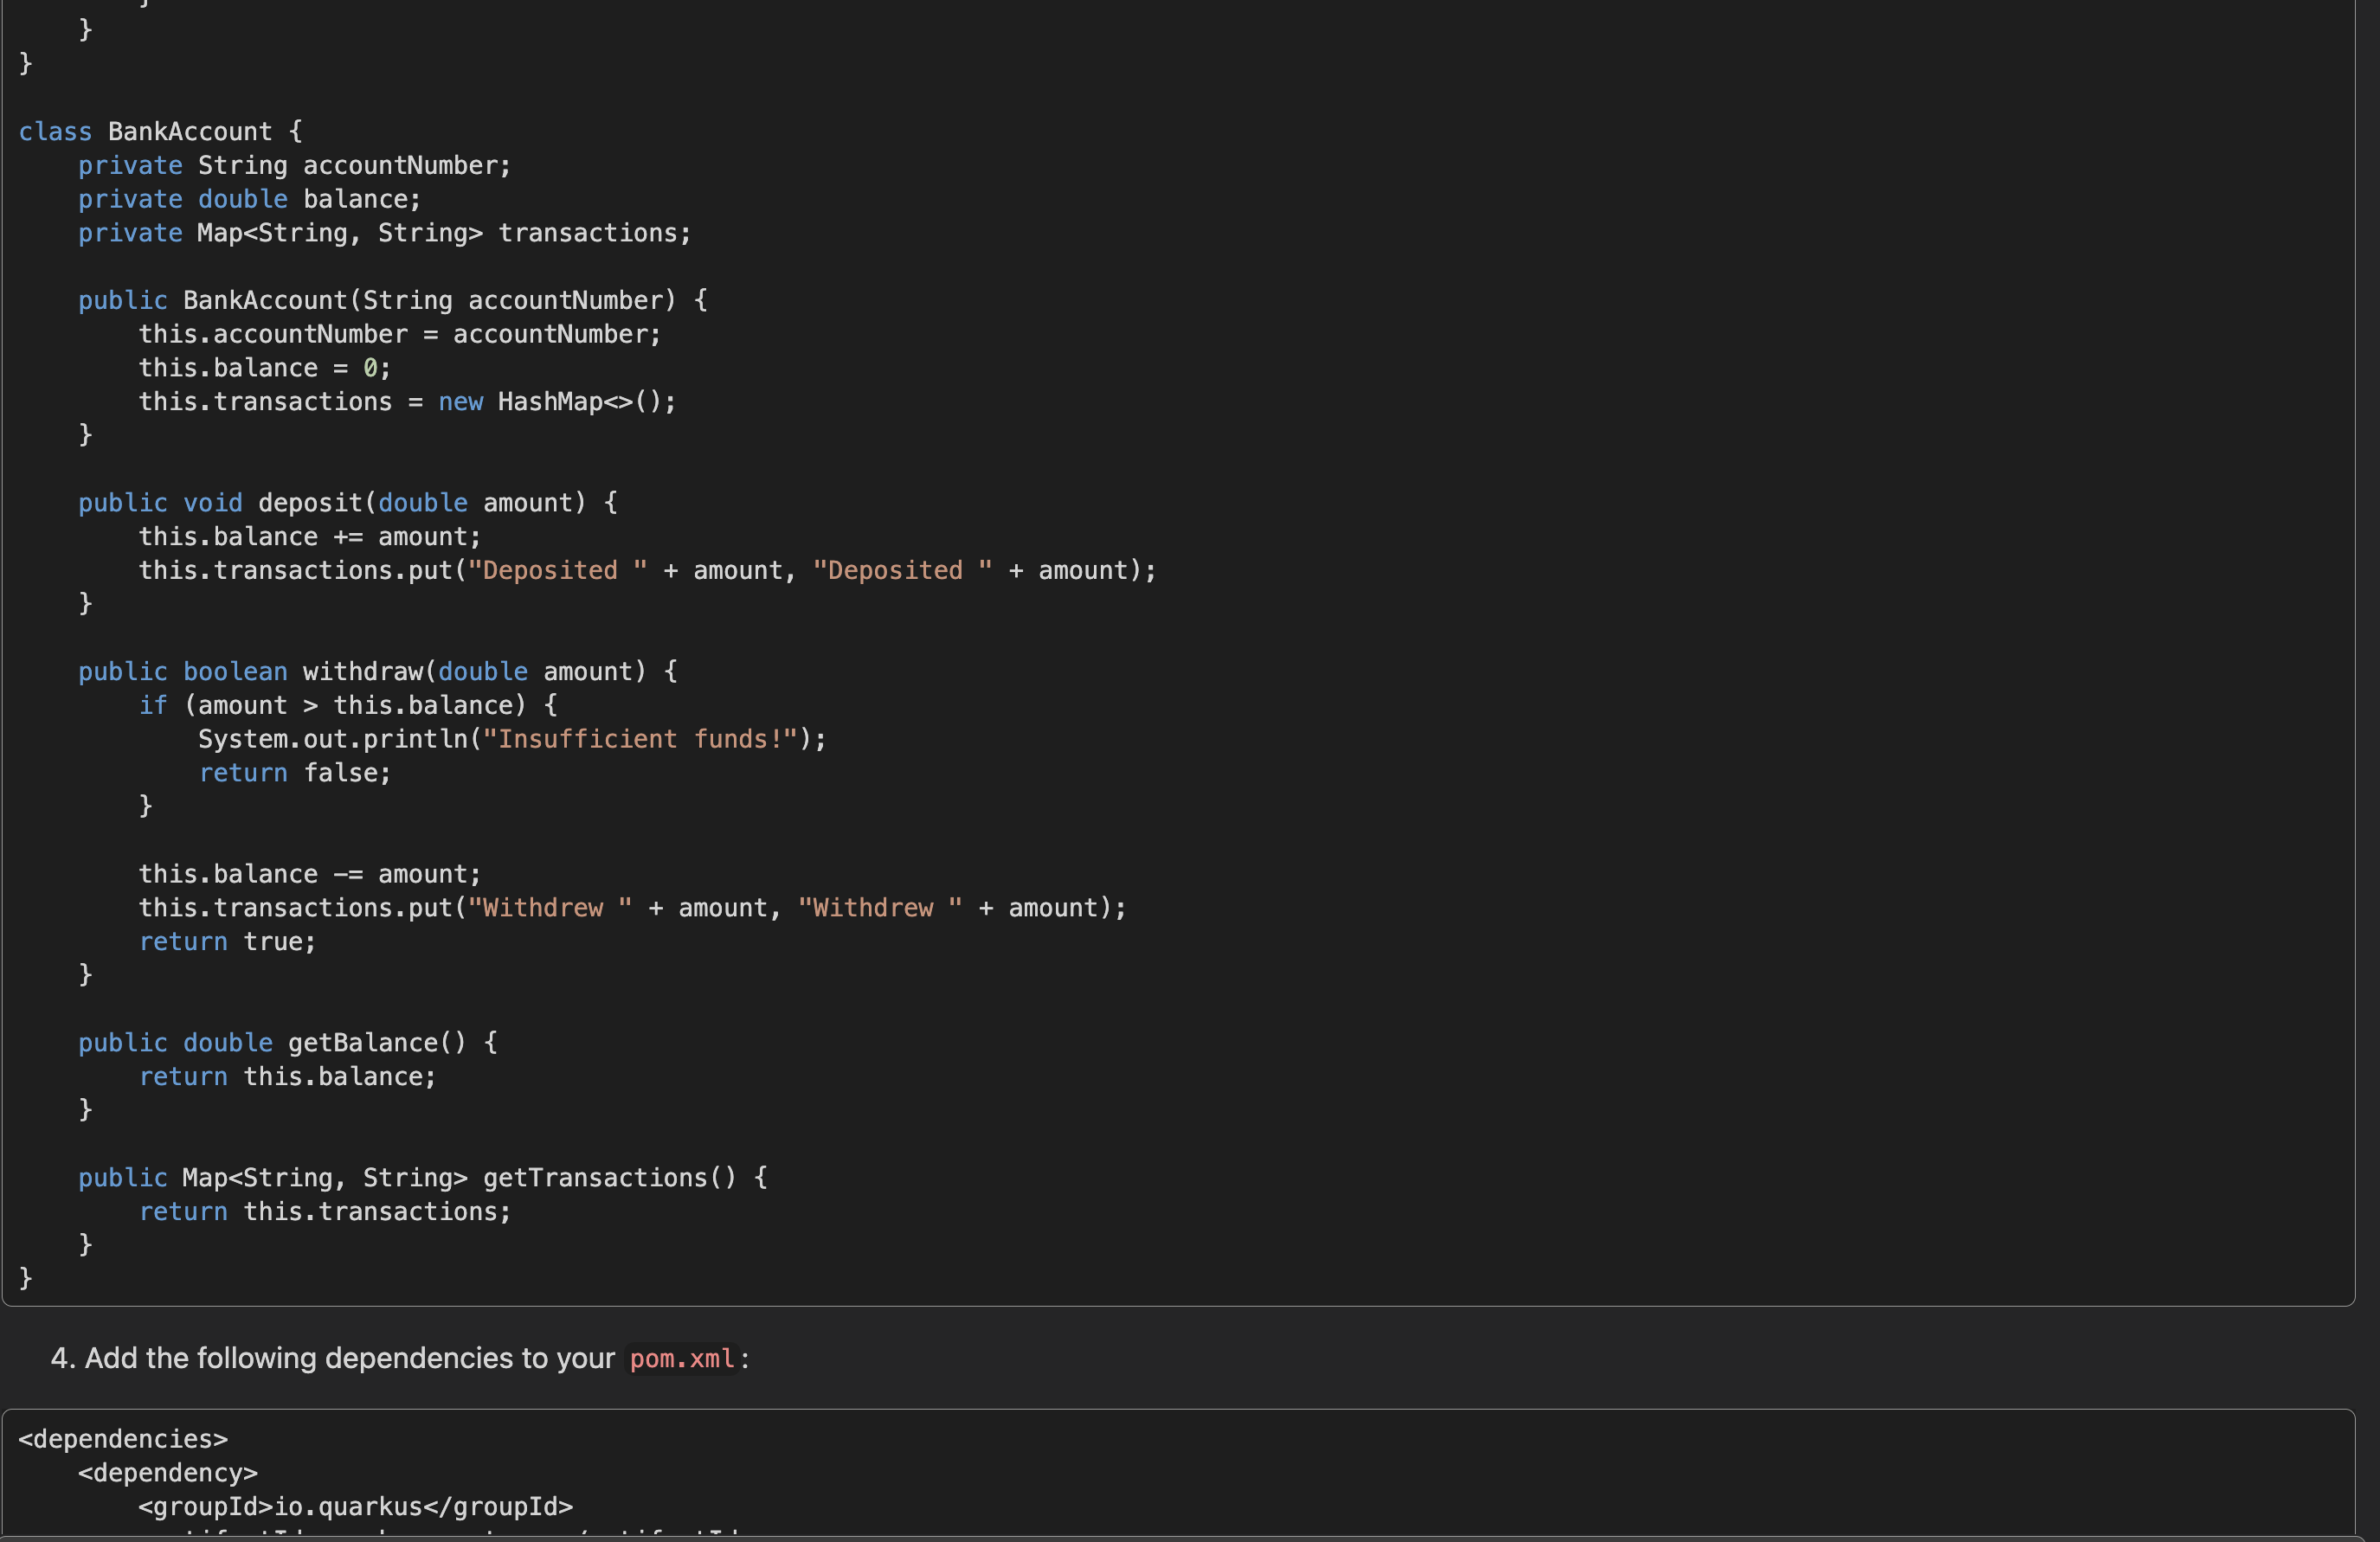 }
}

class BankAccount {
    private String accountNumber;
    private double balance;
    private Map<String, String> transactions;

    public BankAccount(String accountNumber) {
        this.accountNumber = accountNumber;
        this.balance = 0;
        this.transactions = new HashMap<>();
    }

    public void deposit(double amount) {
        this.balance += amount;
        this.transactions.put("Deposited " + amount, "Deposited " + amount);
    }

    public boolean withdraw(double amount) {
        if (amount > this.balance) {
            System.out.println("Insufficient funds!");
            return false;
        }

        this.balance -= amount;
        this.transactions.put("Withdrew " + amount, "Withdrew " + amount);
        return true;
    }

    public double getBalance() {
        return this.balance;
    }

    public Map<String, String> getTransactions() {
        return this.transactions;
    }
}
4. Add the following dependencies to your pom.xml:
<dependencies>
    <dependency>
        <groupId>io.quarkus</groupId>